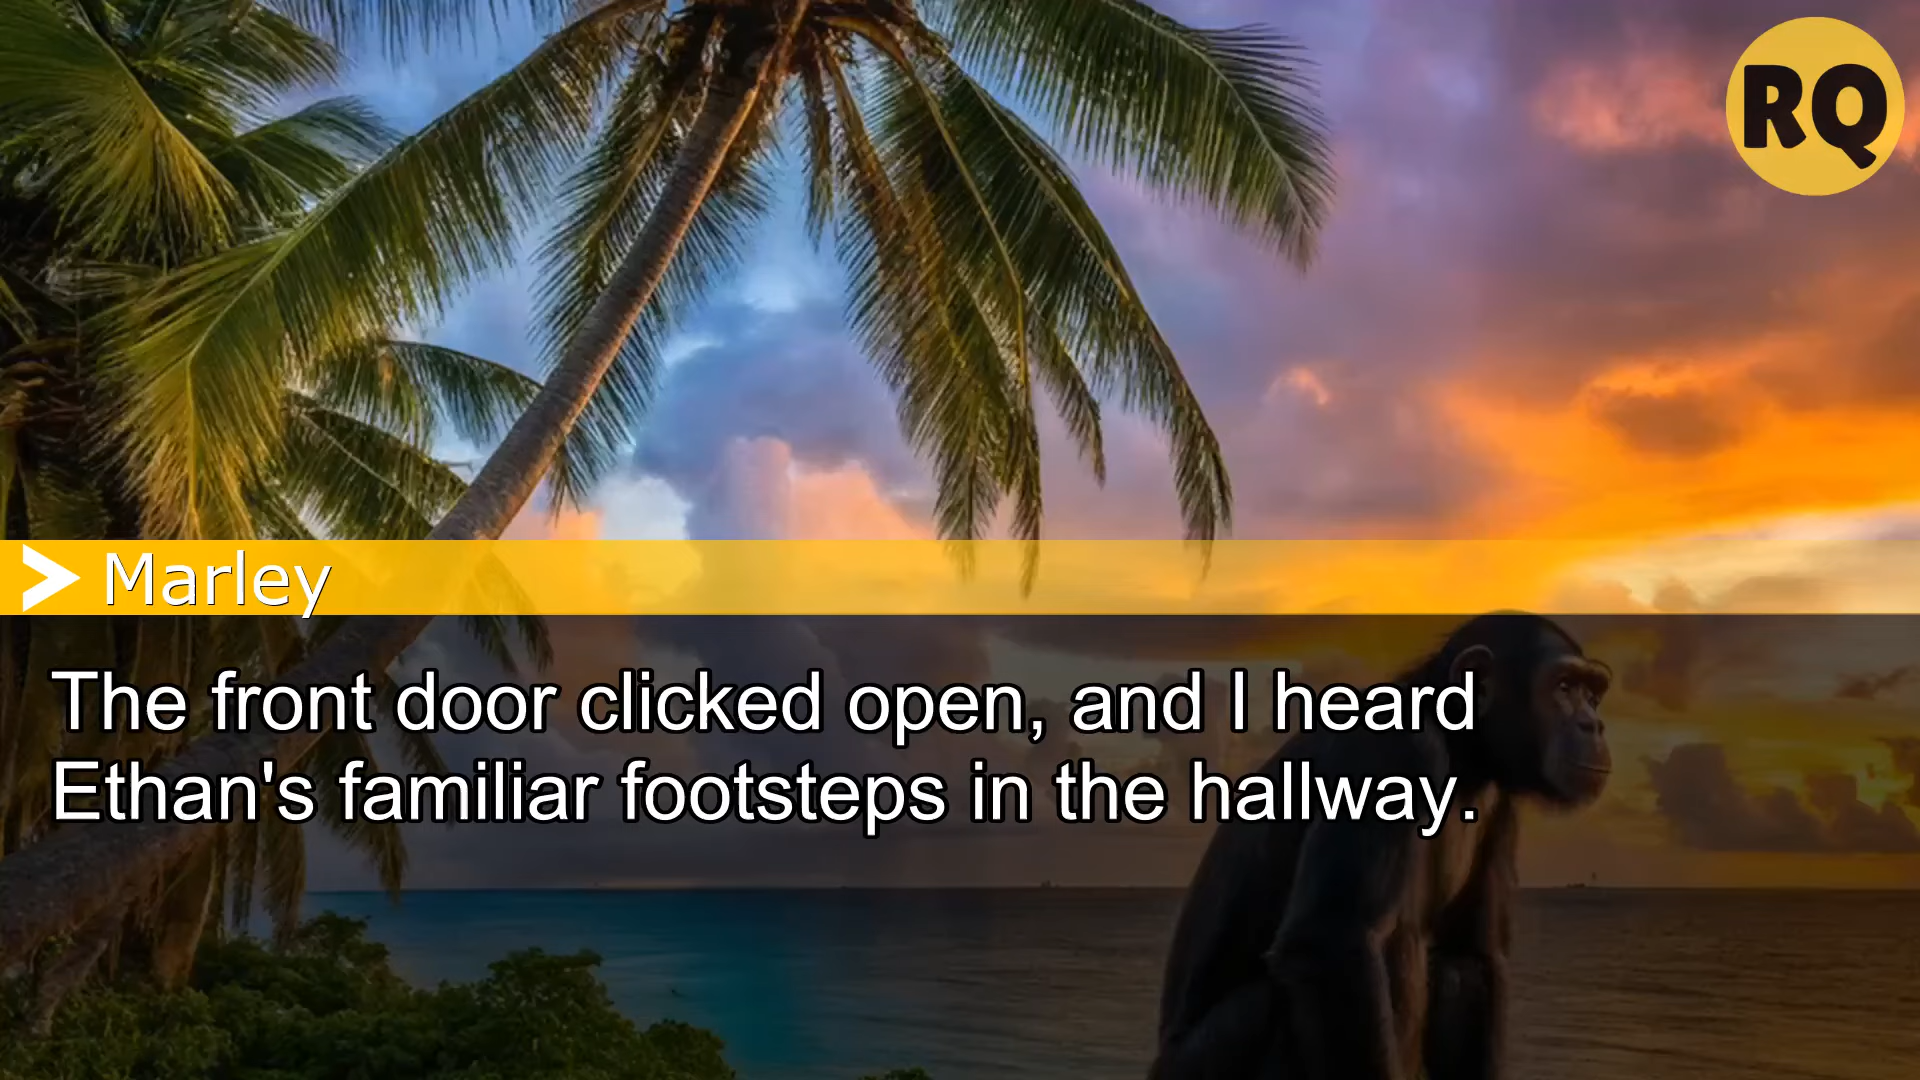 RQ
Marley
The front door clicked open, and I heard
Ethan's familiar footsteps in the hallway.